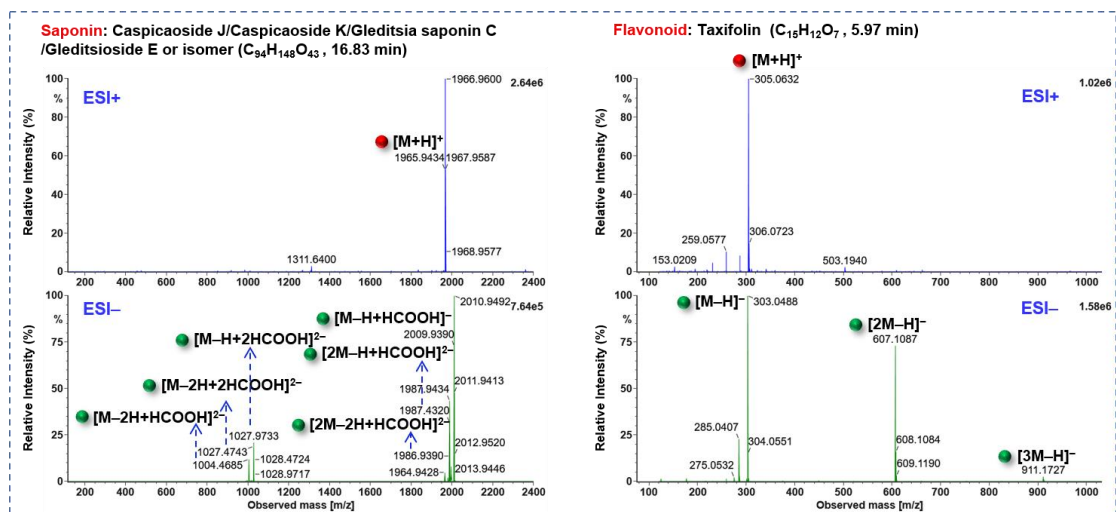 Saponin: Caspicaoside J/Caspicaoside K/Gleditsia saponin C
/Gleditsioside E or isomer (C₉₄H₁₄₈O₄₃ , 16.83 min)
ESI+
Relative Intensity (%)
%
100
80
60
40
20
0
1966.9600
2.64e6
[M+H]⁺
1965.9434
1967.9587
1968.9577
1311.6400
200 400 600 800 1000 1200 1400 1600 1800 2000 2200 2400
ESI−
Relative Intensity (%)
%
100
75
50
25
0
2010.9492
7.64e5
[M−H+HCOOH]⁻
2009.9390
[M−H+2HCOOH]²⁻
[2M−H+HCOOH]²⁻
[M−2H+2HCOOH]²⁻
1987.9434
2011.9413
[M−2H+HCOOH]²⁻
1987.4320
[2M−2H+HCOOH]²⁻
1027.9733
1027.4743
1004.4685
1028.4724
1028.9717
2012.9520
1986.9390
1964.9428
2013.9446
200 400 600 800 1000 1200 1400 1600 1800 2000 2200 2400
Observed mass [m/z]
Flavonoid: Taxifolin (C₁₅H₁₂O₇ , 5.97 min)
[M+H]⁺
ESI+
Relative Intensity (%)
%
100
80
60
40
20
0
305.0632
1.02e6
306.0723
259.0577
153.0209
503.1940
100 200 300 400 500 600 700 800 900 1000
ESI−
Relative Intensity (%)
%
100
75
50
25
0
[M−H]⁻
303.0488
1.58e6
[2M−H]⁻
607.1087
285.0407
304.0551
275.0532
608.1084
609.1190
[3M−H]⁻
911.1727
100 200 300 400 500 600 700 800 900 1000
Observed mass [m/z]